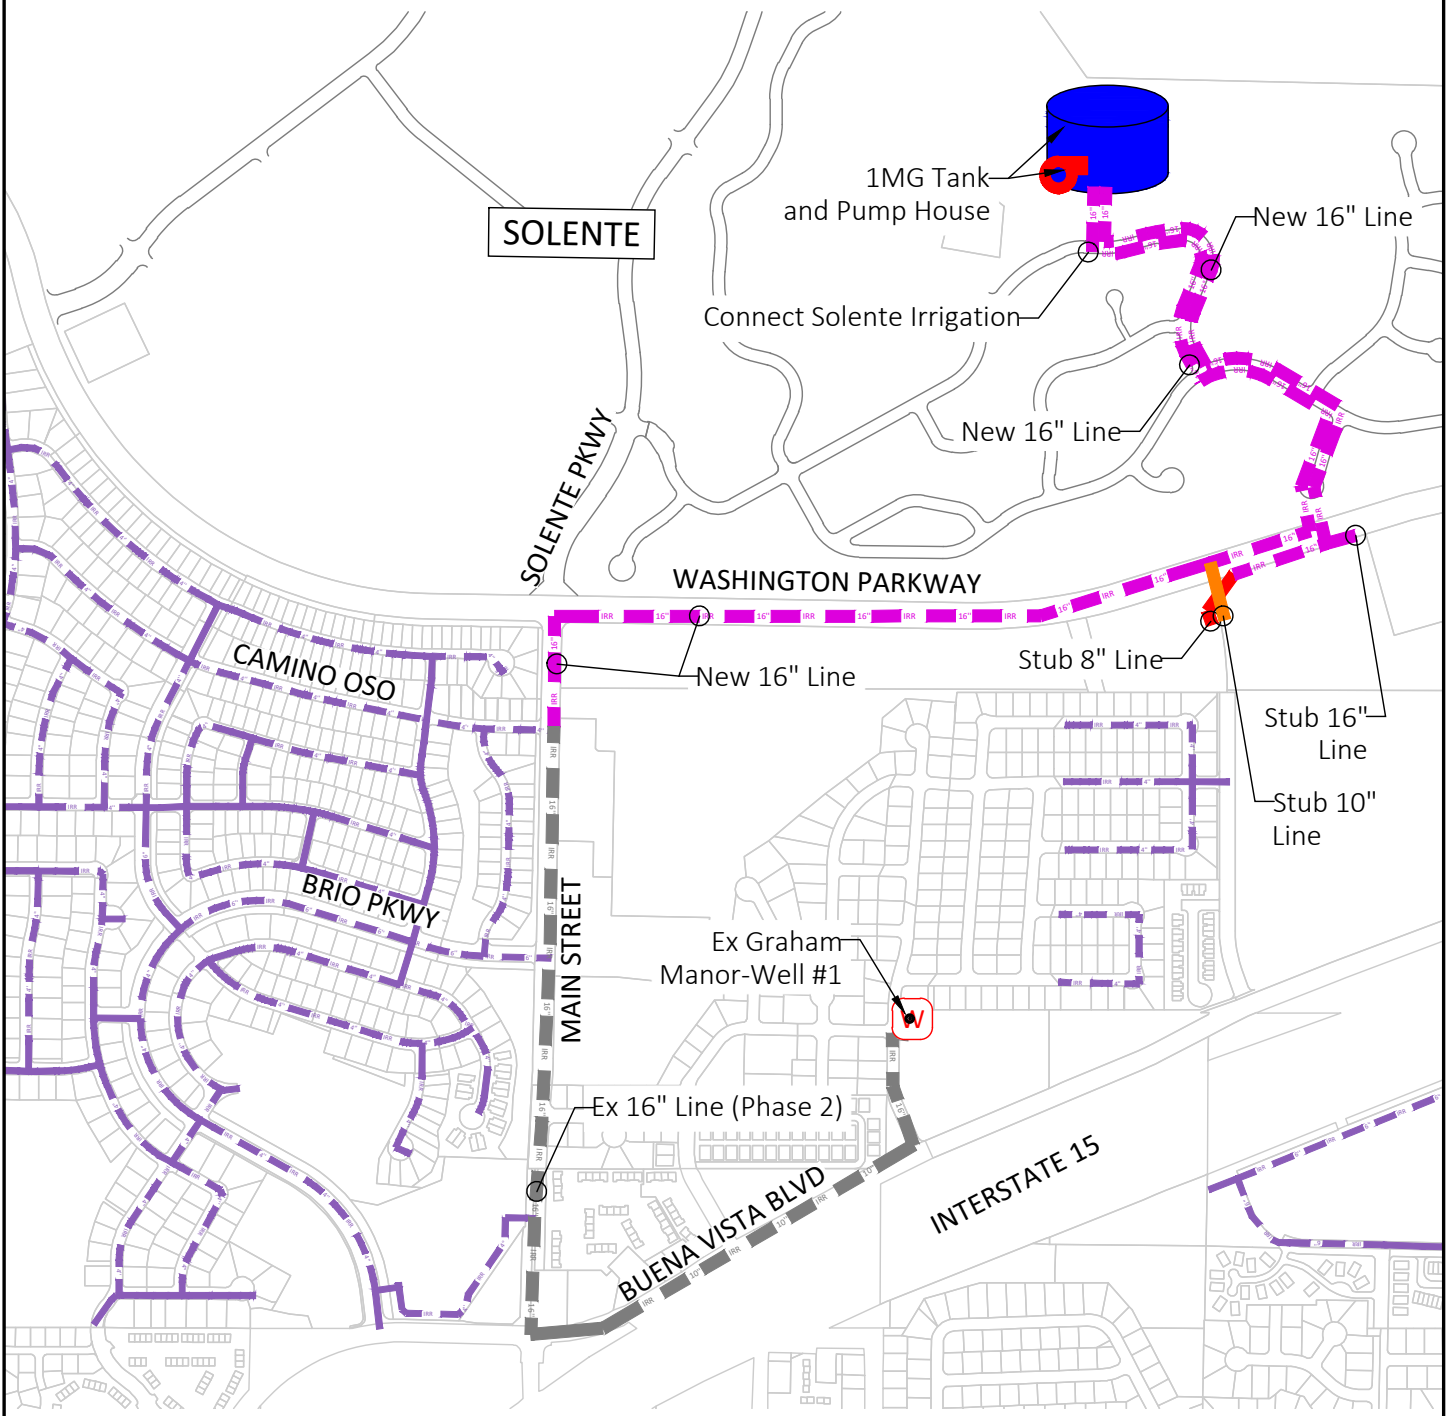 1MG Tank
and Pump House
New 16" Line
SOLENTE
Connect Solente Irrigation
New 16" Line
SOLENTE PKWY
WASHINGTON PARKWAY
CAMINO OSO
New 16" Line
Stub 8" Line
Stub 16"
Line
Stub 10"
Line
BRIO PKWY
MAIN STREET
Ex Graham
Manor-Well #1
W
Ex 16" Line (Phase 2)
INTERSTATE 15
BUENA VISTA BLVD